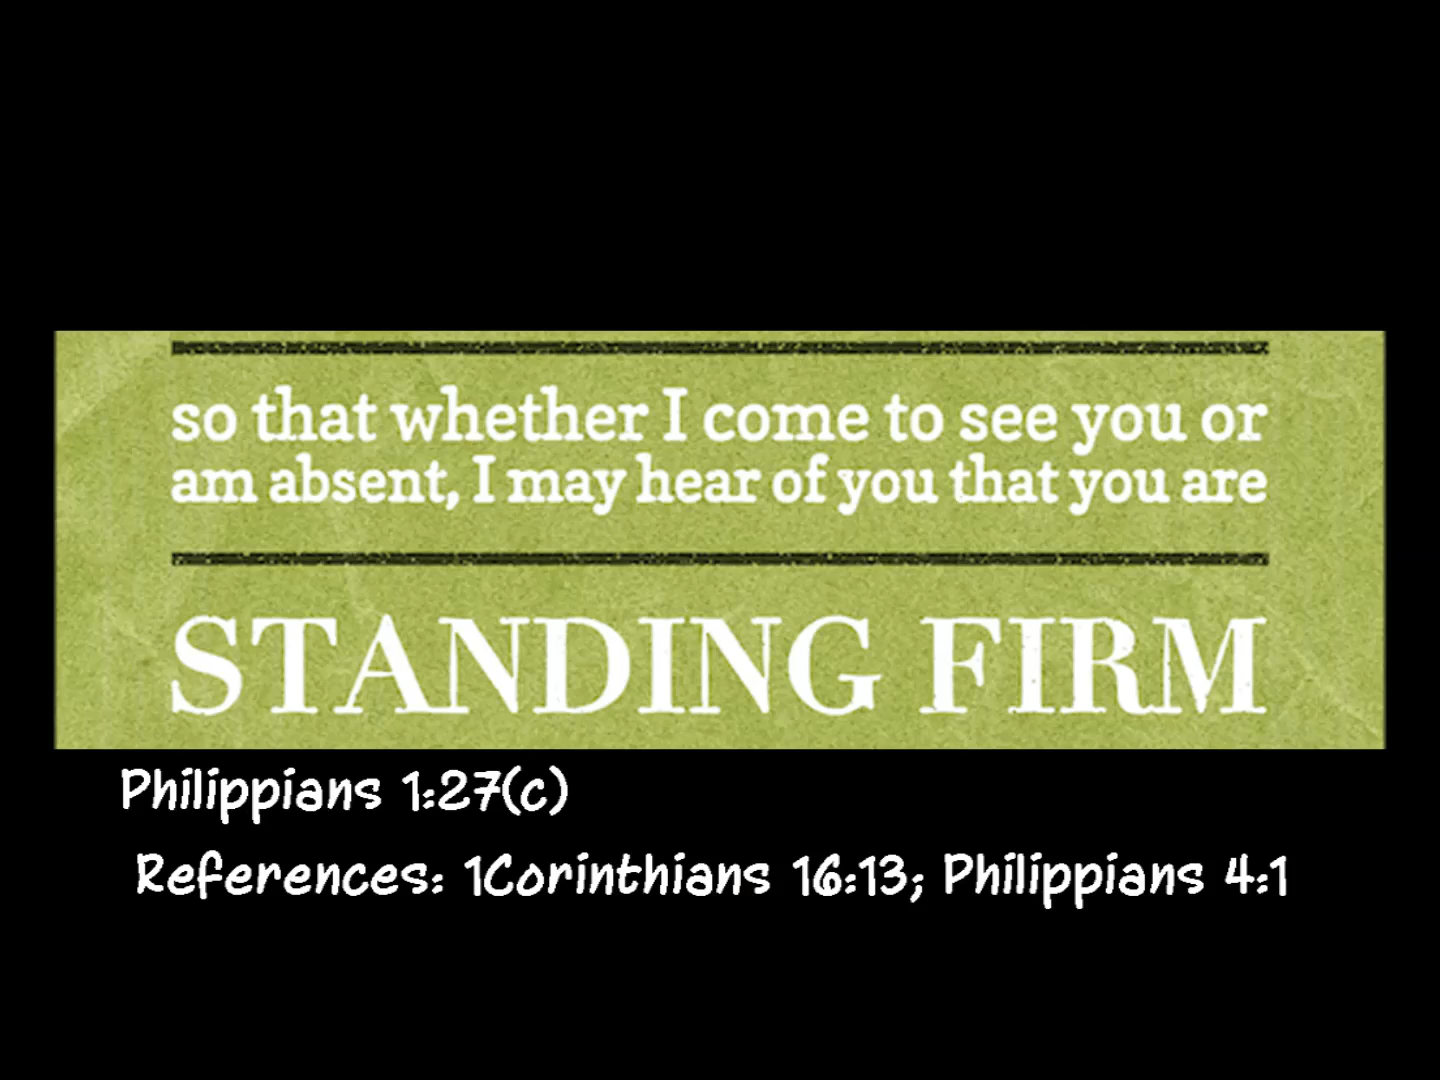 so that whether I come to see you or
am absent, I may hear of you that you are
STANDING FIRM
Philippians 1:27(c)
References: 1Corinthians 16:13; Philippians 4:1